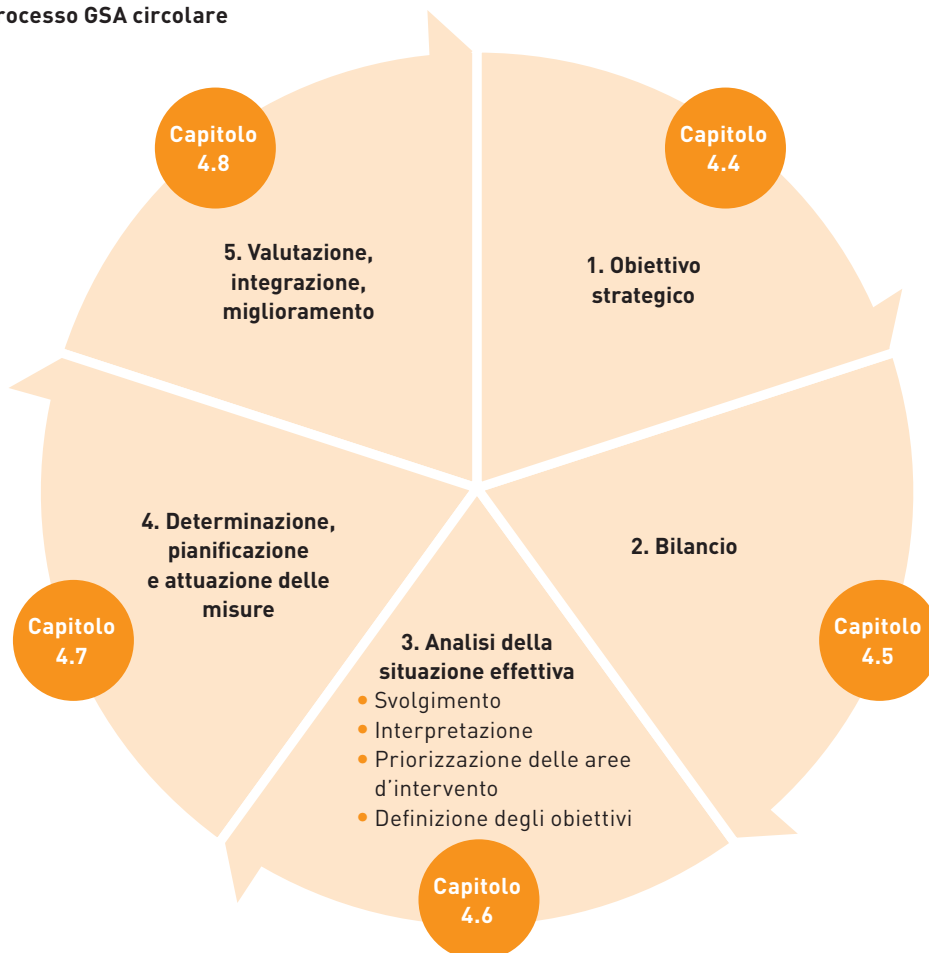 rocesso GSA circolare
Capitolo
4.8
Capitolo
4.4
5. Valutazione,
integrazione,
miglioramento
1. Obiettivo
strategico
4. Determinazione,
pianificazione
e attuazione delle
misure
2. Bilancio
Capitolo
4.7
Capitolo
4.5
3. Analisi della
situazione effettiva
• Svolgimento
• Interpretazione
• Priorizzazione delle aree
d’intervento
• Definizione degli obiettivi
Capitolo
4.6